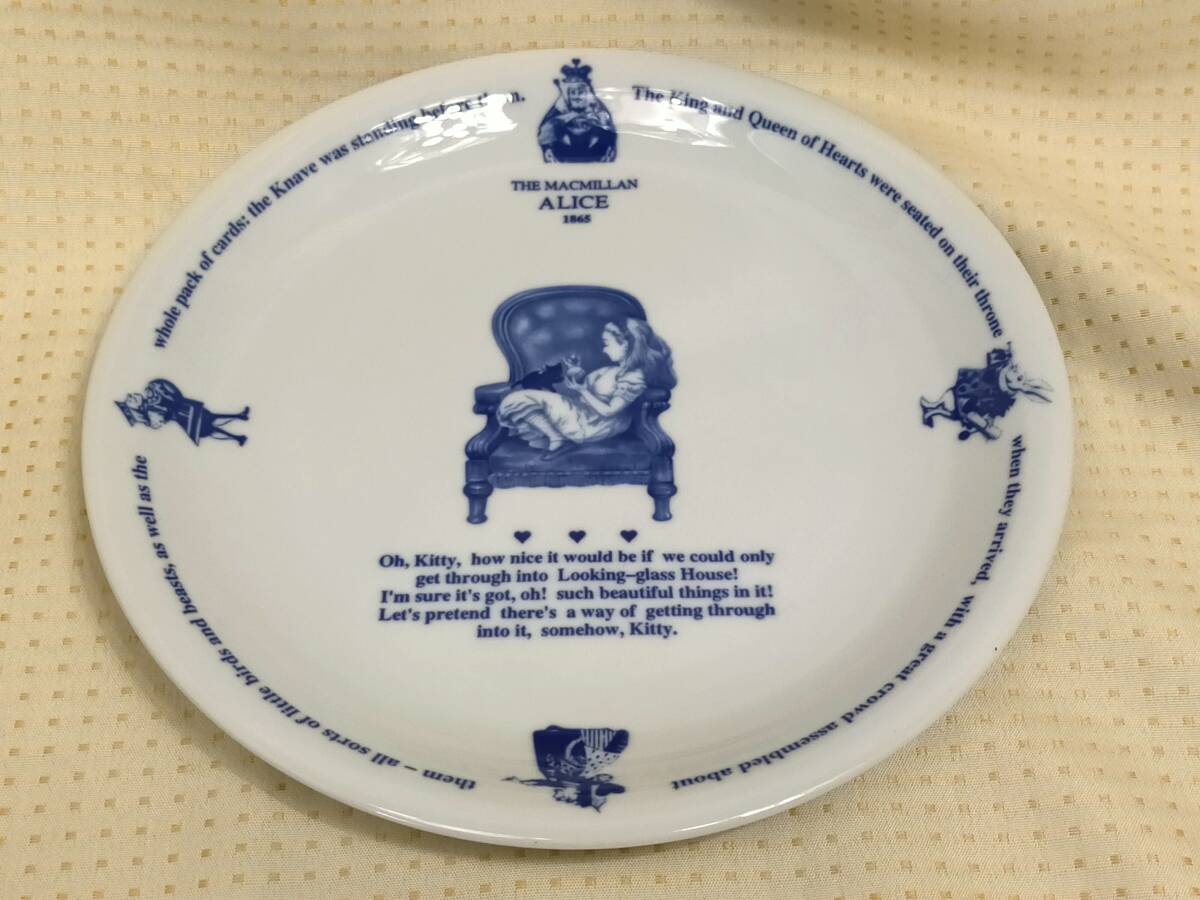 THE MACMILLAN
ALICE
1865
Oh, Kitty, how nice it would be if we could only
get through into Looking-glass House!
I'm sure it's got, oh! such beautiful things in it!
Let's pretend there's a way of getting through
into it, somehow, Kitty.
The King and Queen of Hearts were seated on their throne
when they arrived, with a great crowd assembled about
them – all sorts of little birds and beasts, as well as the
whole pack of cards: the Knave was standing before them.